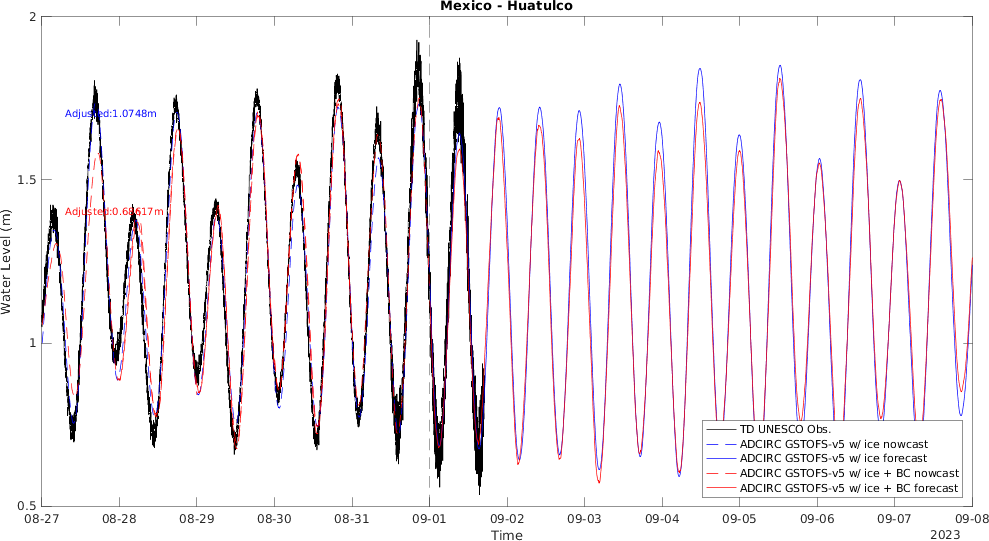 Mexico - Huatulco
2
1.5
1
0.5
Water Level (m)
Adjusted:1.0748m
Adjusted:0.68617m
TD UNESCO Obs.
ADCIRC GSTOFS-v5 w/ ice nowcast
ADCIRC GSTOFS-v5 w/ ice forecast
ADCIRC GSTOFS-v5 w/ ice + BC nowcast
ADCIRC GSTOFS-v5 w/ ice + BC forecast
08-27 08-28 08-29 08-30 08-31 09-01 09-02 09-03 09-04 09-05 09-06 09-07 09-08
Time
2023